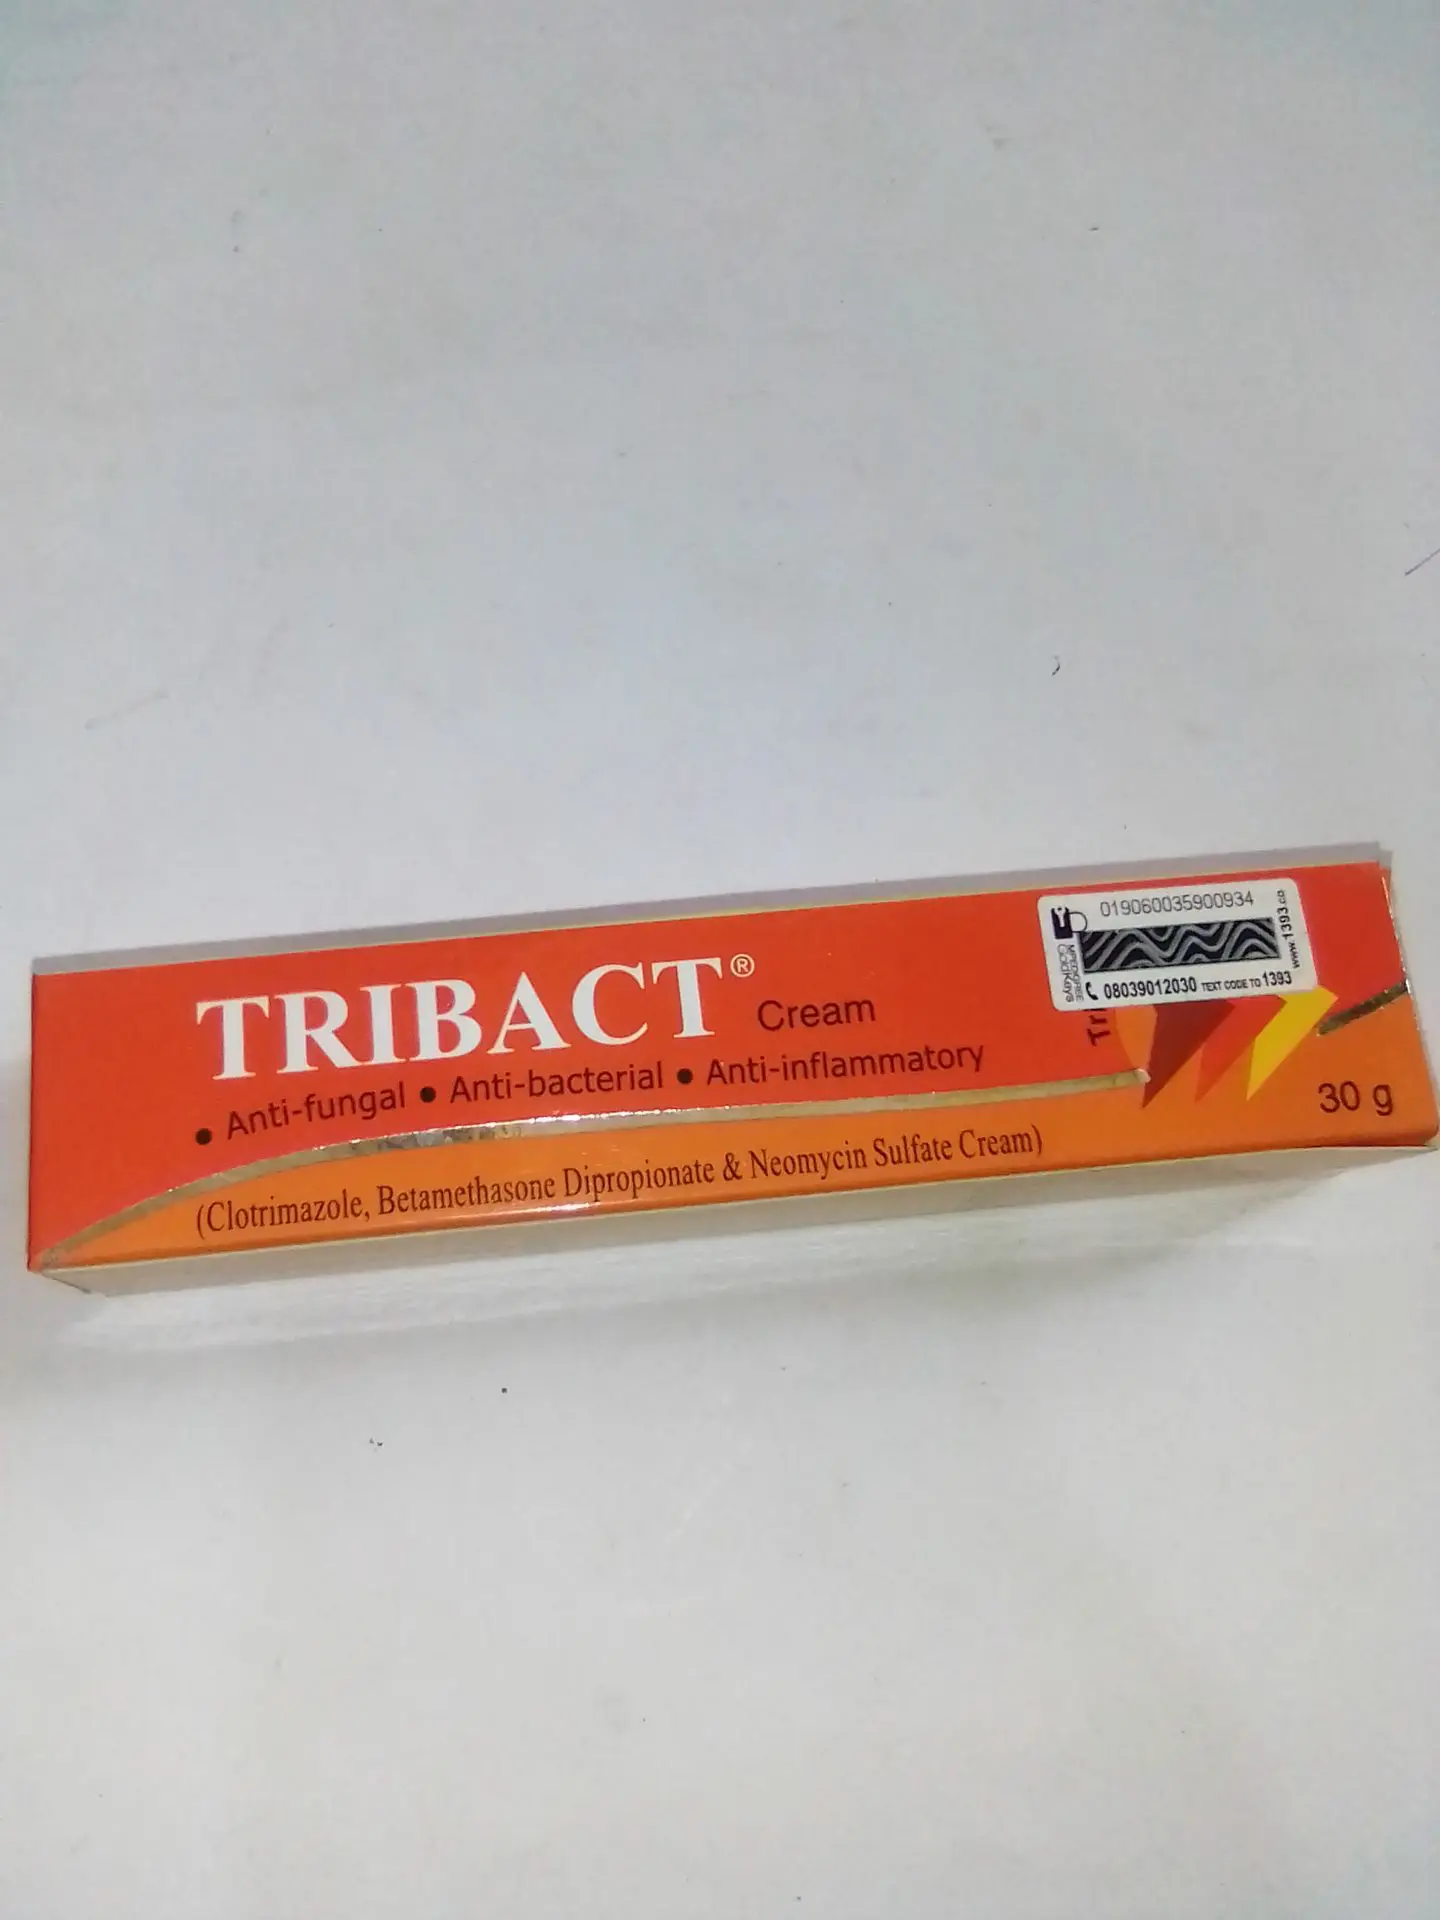 TRIBACT® Cream
• Anti-fungal • Anti-bacterial • Anti-inflammatory
(Clotrimazole, Betamethasone Dipropionate & Neomycin Sulfate Cream)
019060035900934
www.1393.co
GoldKeys
08039012030 TEXT CODE TO 1393
30 g